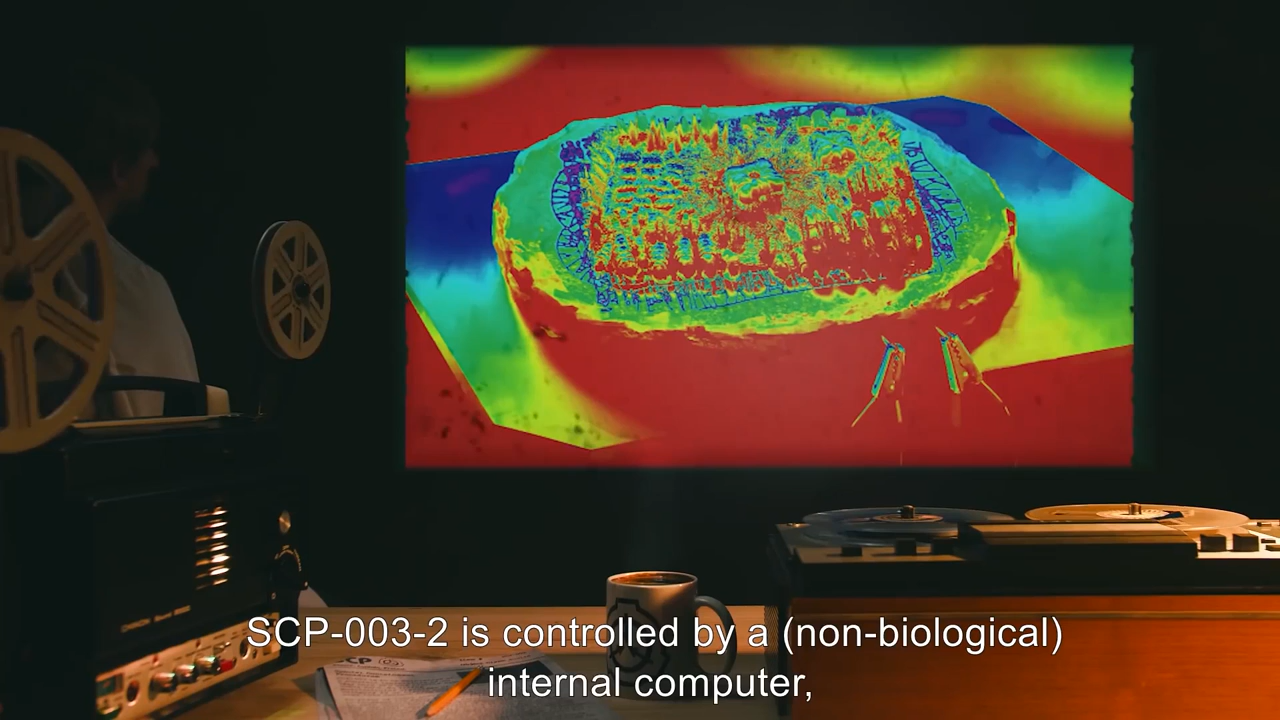 SCP-003-2 is controlled by a (non-biological)
internal computer,